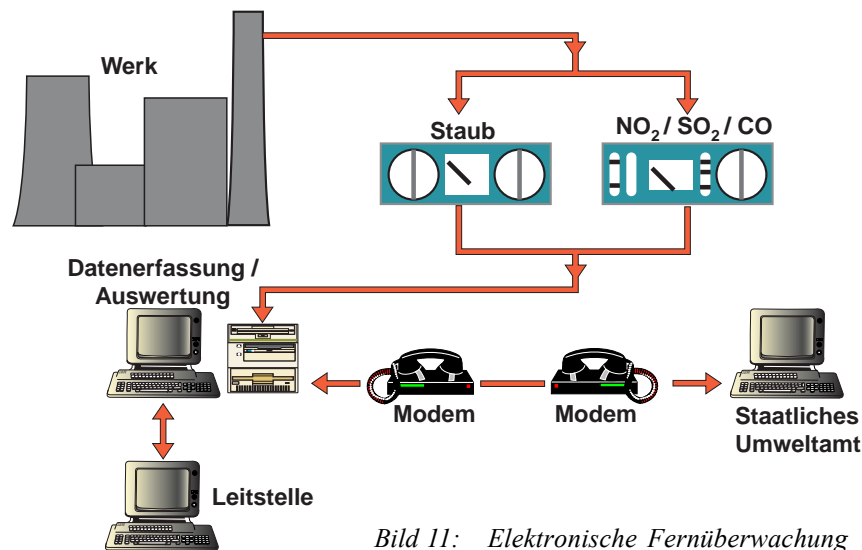 Werk
Staub
NO₂ / SO₂ / CO
Datenerfassung /
Auswertung
Modem
Modem
Staatliches
Umweltamt
Leitstelle
Bild 11: Elektronische Fernüberwachung